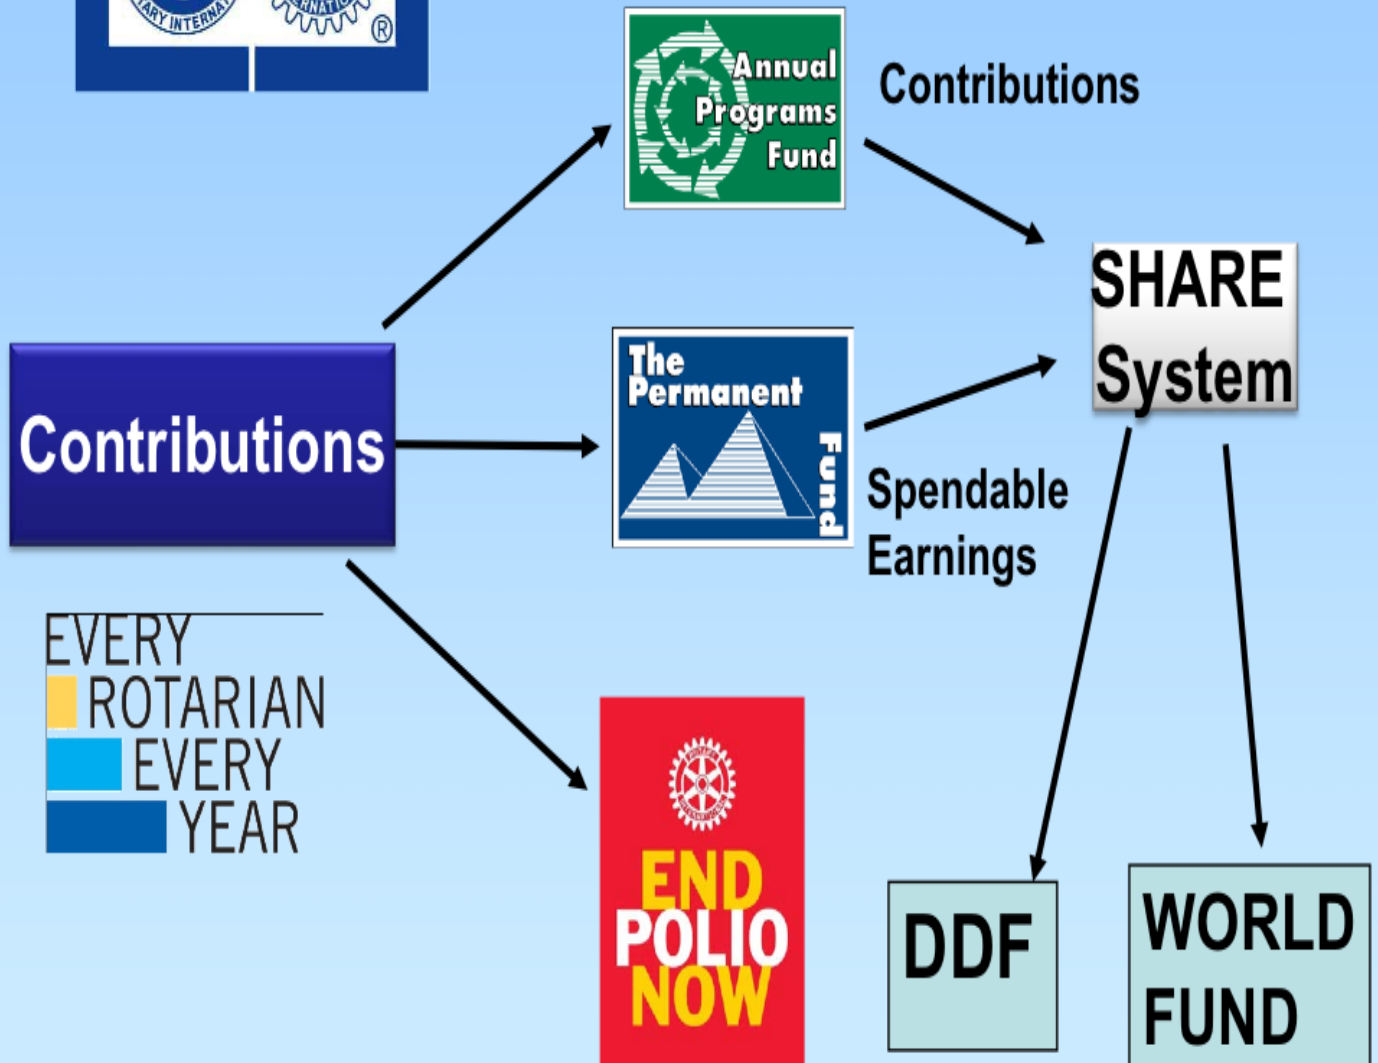 ®
Annual
Programs
Fund
Contributions
SHARE
System
The
Permanent
Fund
Contributions
Spendable
Earnings
EVERY
ROTARIAN
EVERY
YEAR
END
POLIO
NOW
DDF
WORLD
FUND